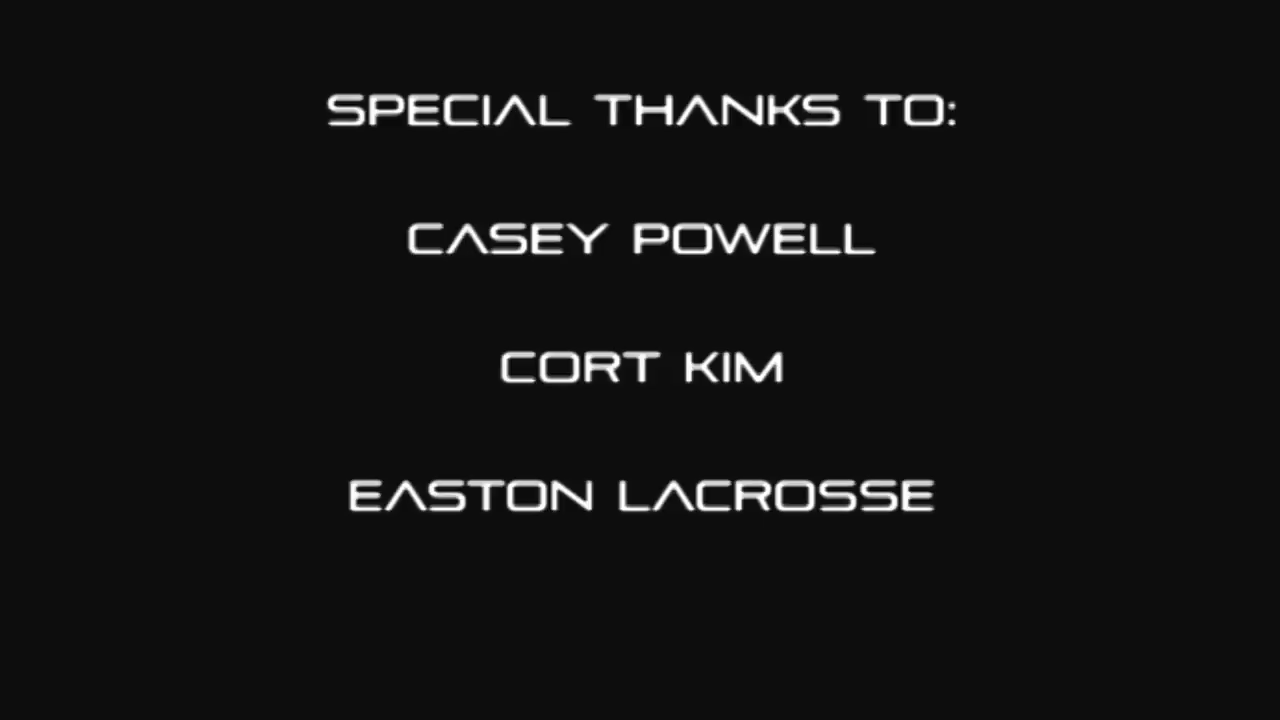 SPECIAL THANKS TO:
CASEY POWELL
CORT KIM
EASTON LACROSSE